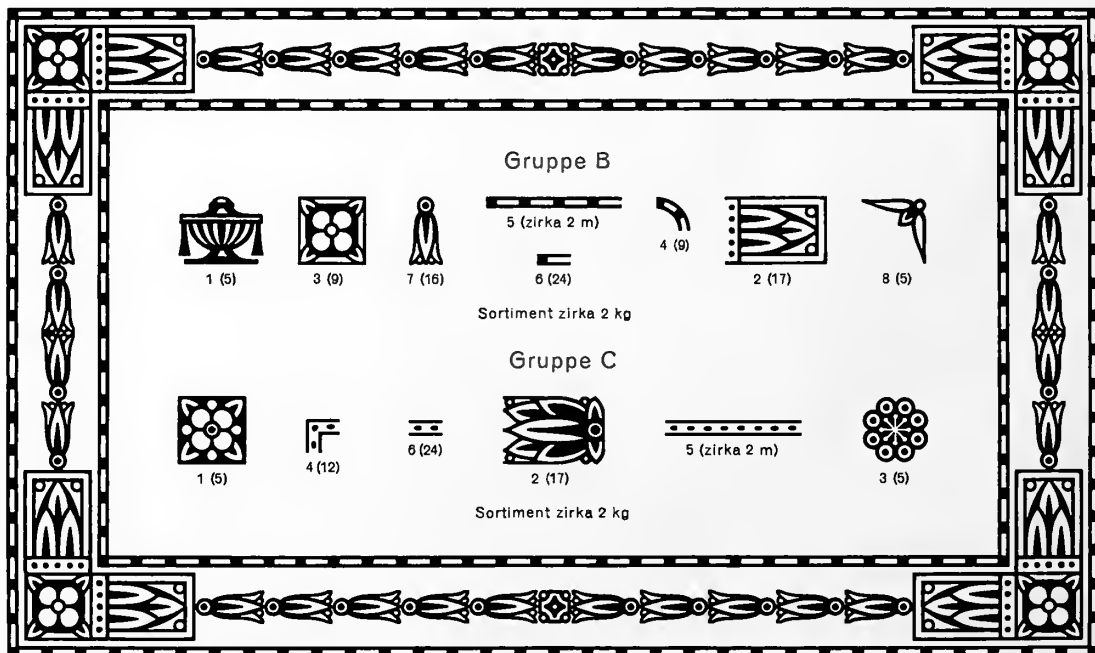 Gruppe B
5 (zirka 2 m)
4 (9)
1 (5) 3 (9) 7 (16) 6 (24) 2 (17) 8 (5)
Sortiment zirka 2 kg
Gruppe C
4 (12) 6 (24) 5 (zirka 2 m)
1 (5) 2 (17) 3 (5)
Sortiment zirka 2 kg